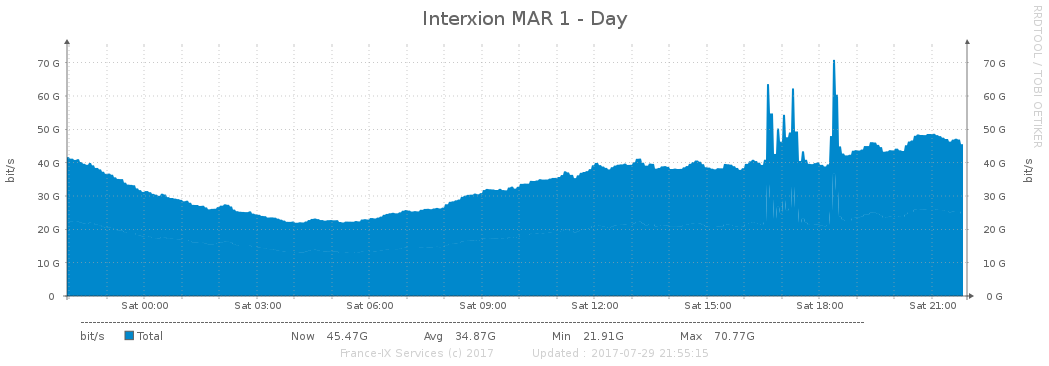 Interxion MAR 1 - Day
RRDTOOL / TOBI OETIKER
bit/s
bit/s
70 G 70 G
60 G 60 G
50 G 50 G
40 G 40 G
30 G 30 G
20 G 20 G
10 G 10 G
0 0 G
Sat 00:00 Sat 03:00 Sat 06:00 Sat 09:00 Sat 12:00 Sat 15:00 Sat 18:00 Sat 21:00
bit/s Total Now 45.47G Avg 34.87G Min 21.91G Max 70.77G
France-IX Services (c) 2017 Updated : 2017-07-29 21:55:15